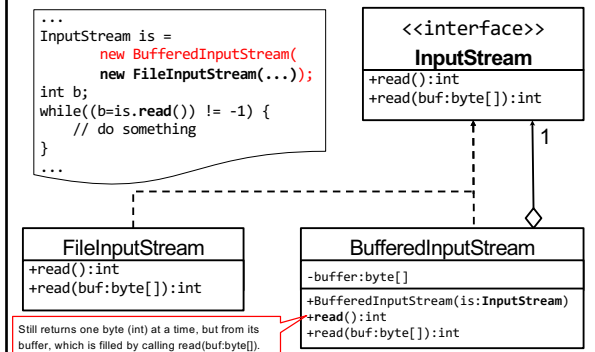 ...
InputStream is =
new BufferedInputStream(
new FileInputStream(...));
int b;
while((b=is.read()) != -1) {
// do something
}
...
<<interface>>
InputStream
+read():int
+read(buf:byte[]):int
1
FileInputStream
+read():int
+read(buf:byte[]):int
BufferedInputStream
-buffer:byte[]
+BufferedInputStream(is:InputStream)
+read():int
+read(buf:byte[]):int
Still returns one byte (int) at a time, but from its
buffer, which is filled by calling read(buf:byte[]).